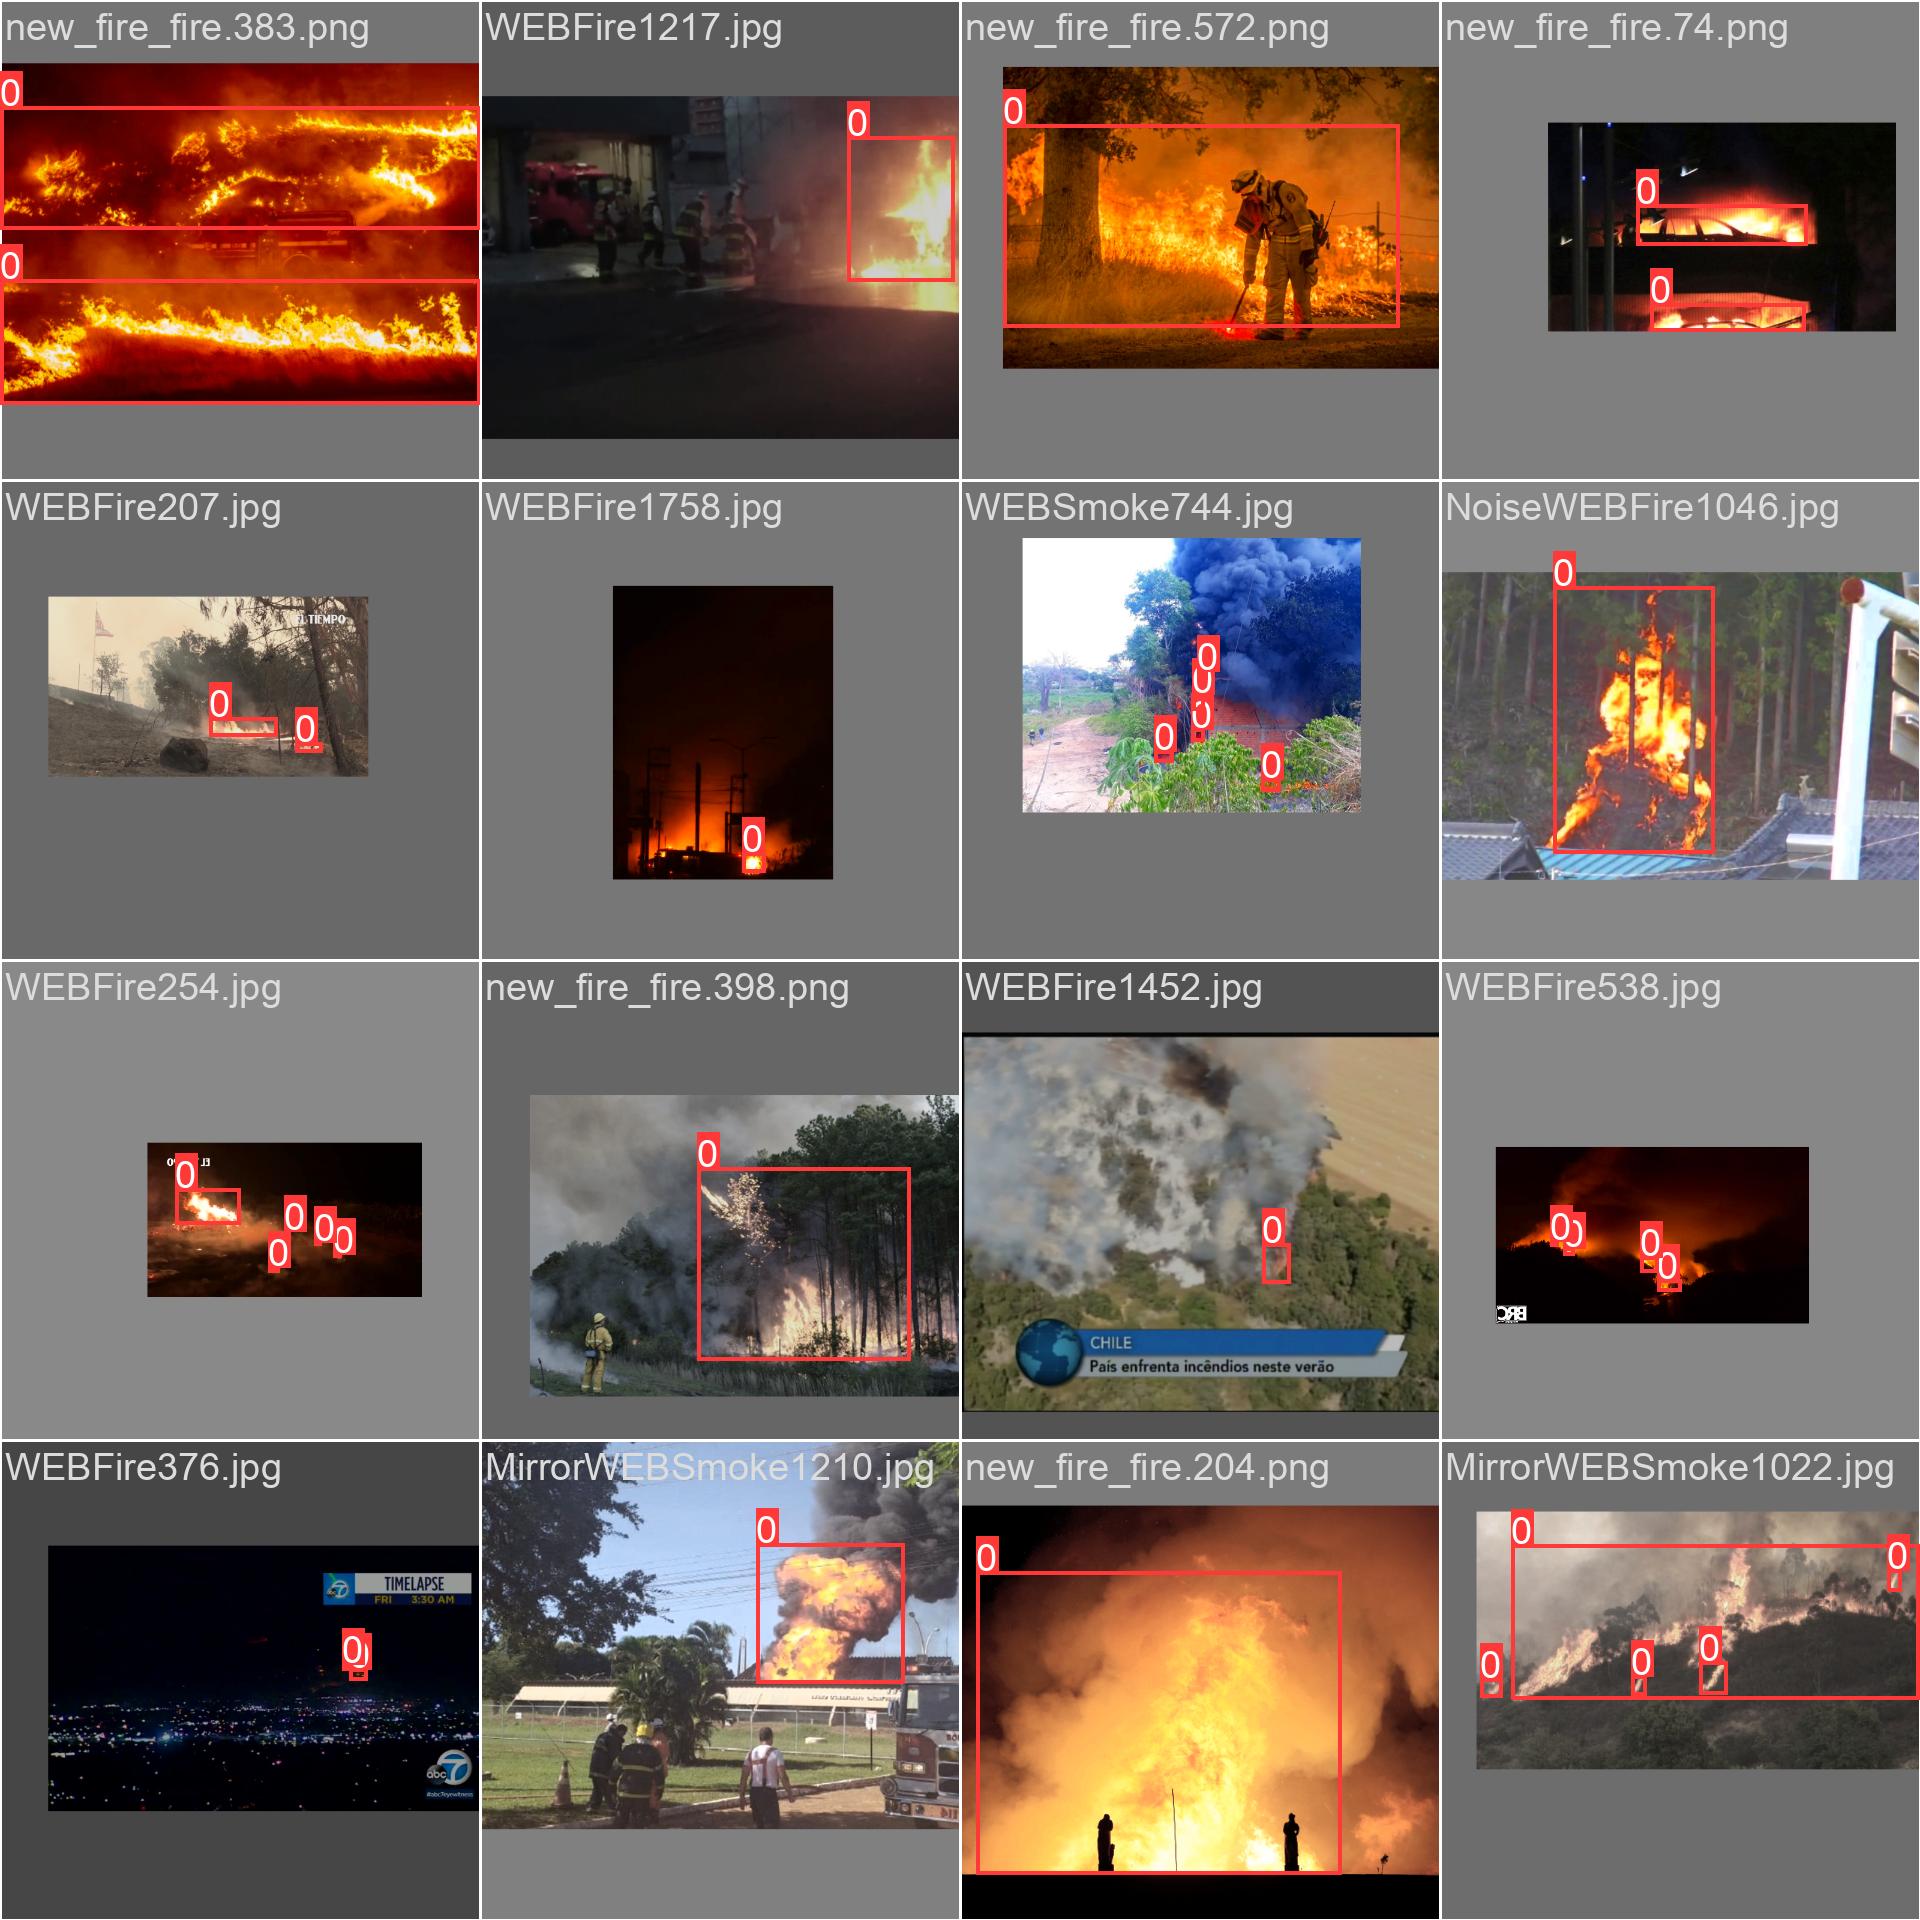 new_fire_fire.383.png
WEBFire1217.jpg
new_fire_fire.572.png
new_fire_fire.74.png
0
0
0
0
0
0
WEBFire207.jpg
WEBFire1758.jpg
WEBSmoke744.jpg
NoiseWEBFire1046.jpg
EL TIEMPO
0
0
0
0
0
0
0
0
0
WEBFire254.jpg
new_fire_fire.398.png
WEBFire1452.jpg
WEBFire538.jpg
0
0
0
0
0
0
0
0
0
0
0
CHILE
País enfrenta incêndios neste verão
WEBFire376.jpg
MirrorWEBSmoke1210.jpg
new_fire_fire.204.png
MirrorWEBSmoke1022.jpg
7
TIMELAPSE
FRI 3:30 AM
0
0
0
0
0
0
0
0
0
abc7
#abc7eyewitness